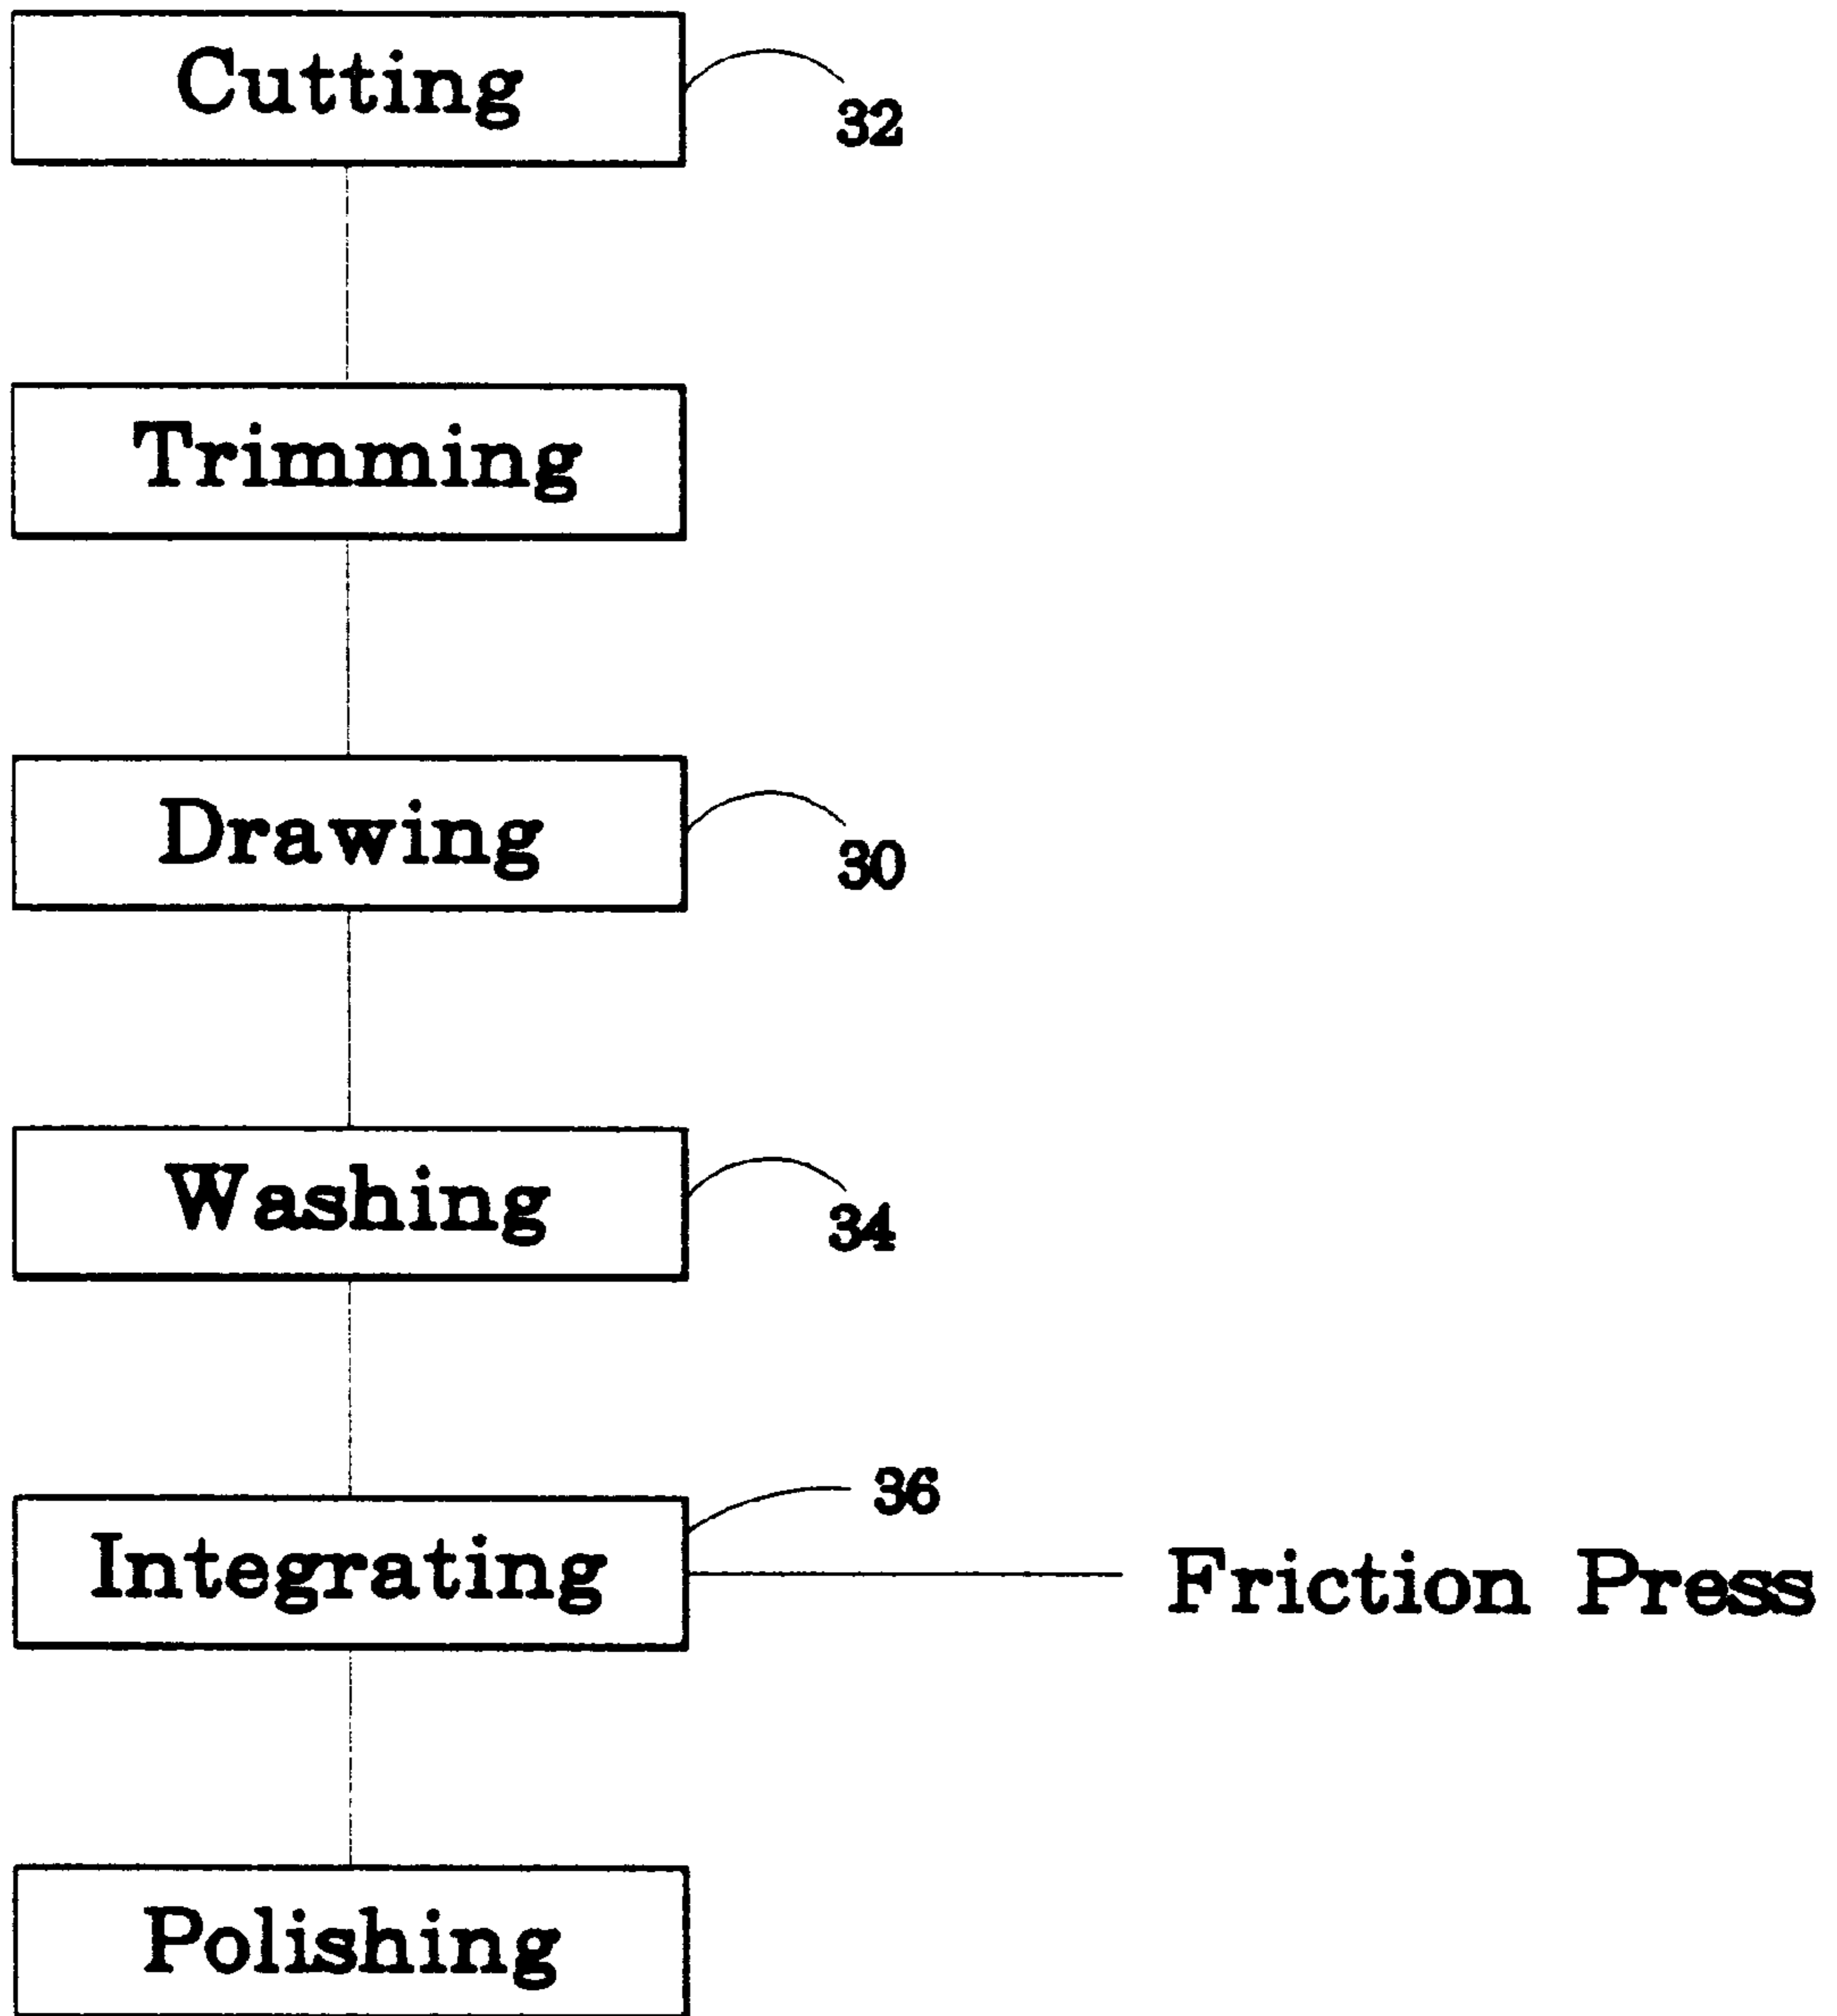 Cutting
32
Trimming
Drawing
30
Washing
34
36
Integrating
Friction Press
Polishing